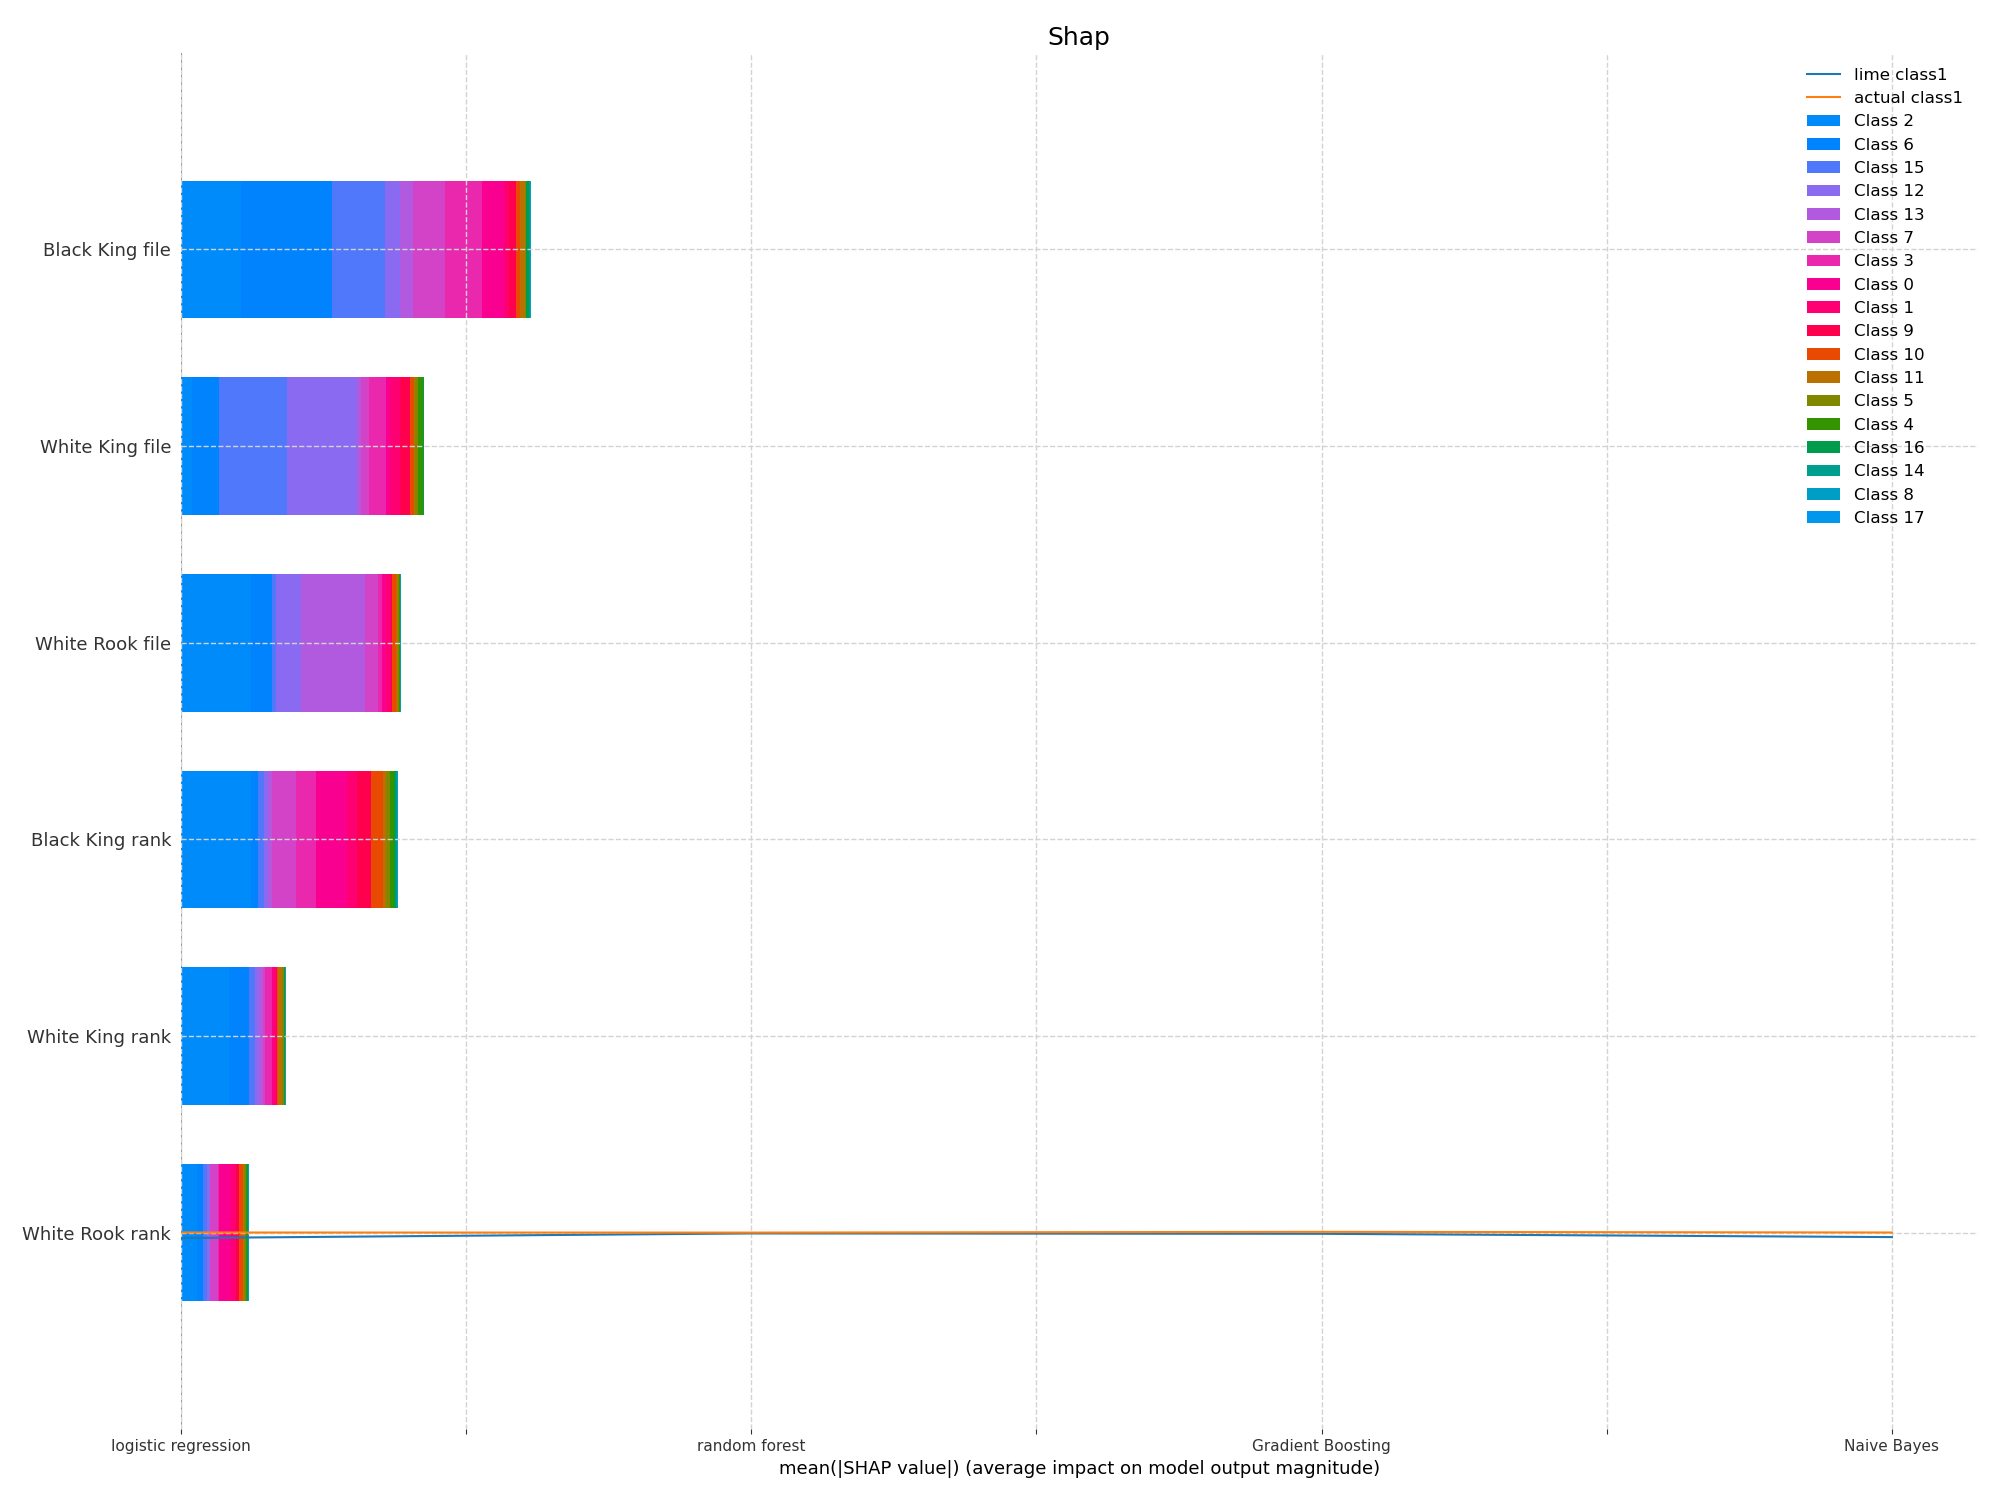 Shap
lime class1
actual class1
Class 2
Class 6
Class 15
Class 12
Class 13
Class 7
Class 3
Class 0
Class 1
Class 9
Class 10
Class 11
Class 5
Class 4
Class 16
Class 14
Class 8
Class 17
Black King file
White King file
White Rook file
Black King rank
White King rank
White Rook rank
logistic regression
random forest
Gradient Boosting
Naive Bayes
mean(|SHAP value|) (average impact on model output magnitude)